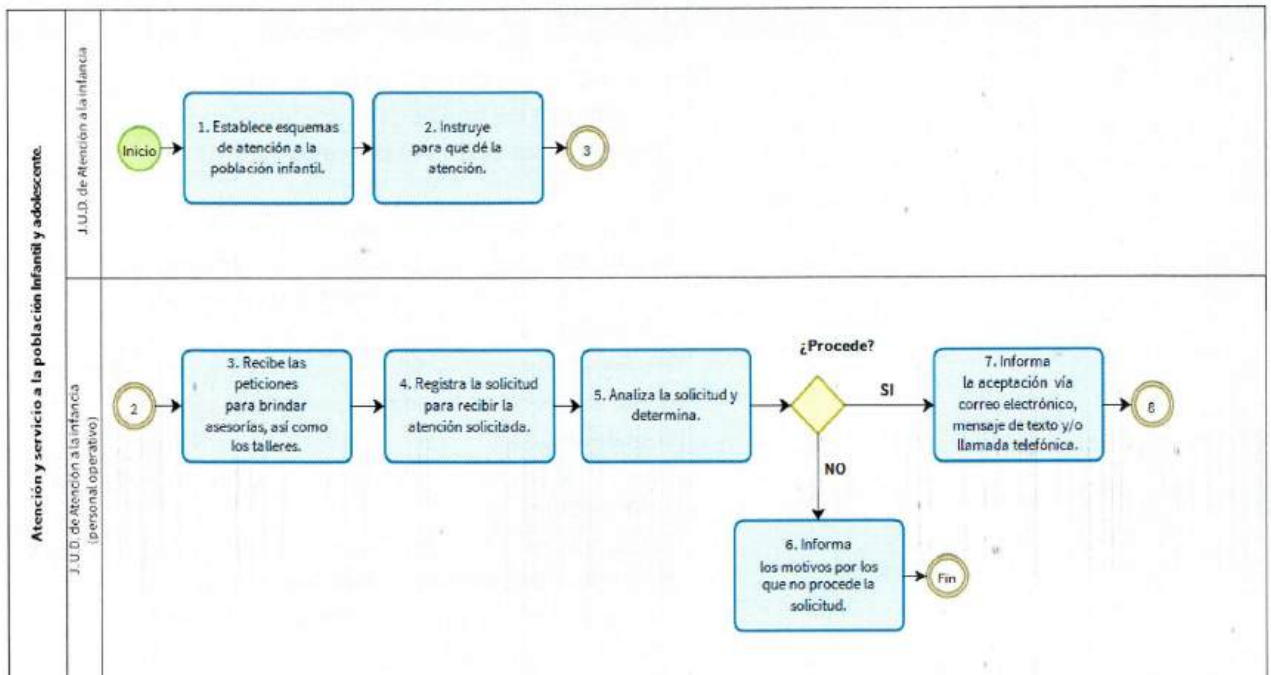 Atención y servicio a la población Infantil y adolescente.
J.U.D. de Atención a la infancia
Inicio
1. Establece esquemas
de atención a la
población infantil.
2. Instruye
para que dé la
atención.
3
J.U.D. de Atención a la infancia
(personal operativo)
2
3. Recibe las
peticiones
para brindar
asesorías, así como
los talleres.
4. Registra la solicitud
para recibir la
atención solicitada.
5. Analiza la solicitud y
determina.
¿Procede?
SI
NO
7. Informa
la aceptación vía
correo electrónico,
mensaje de texto y/o
llamada telefónica.
8
6. Informa
los motivos por los
que no procede la
solicitud.
Fin